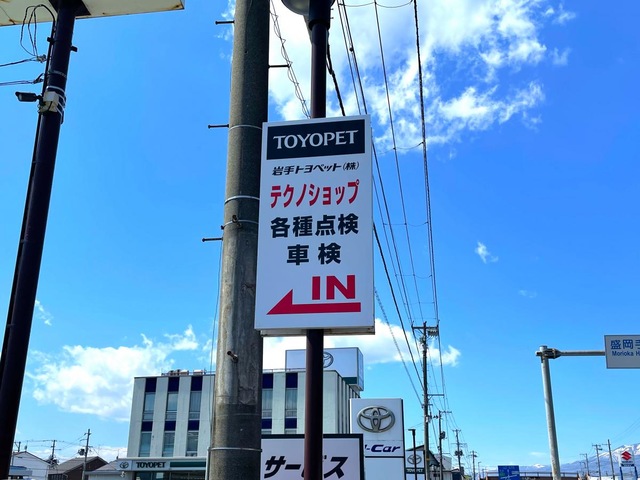 TOYOPET
岩手トヨペット(株)
テクノショップ
各種点検
車検
IN
盛岡手
Morioka H
TOYOPET
サービス
U-Car